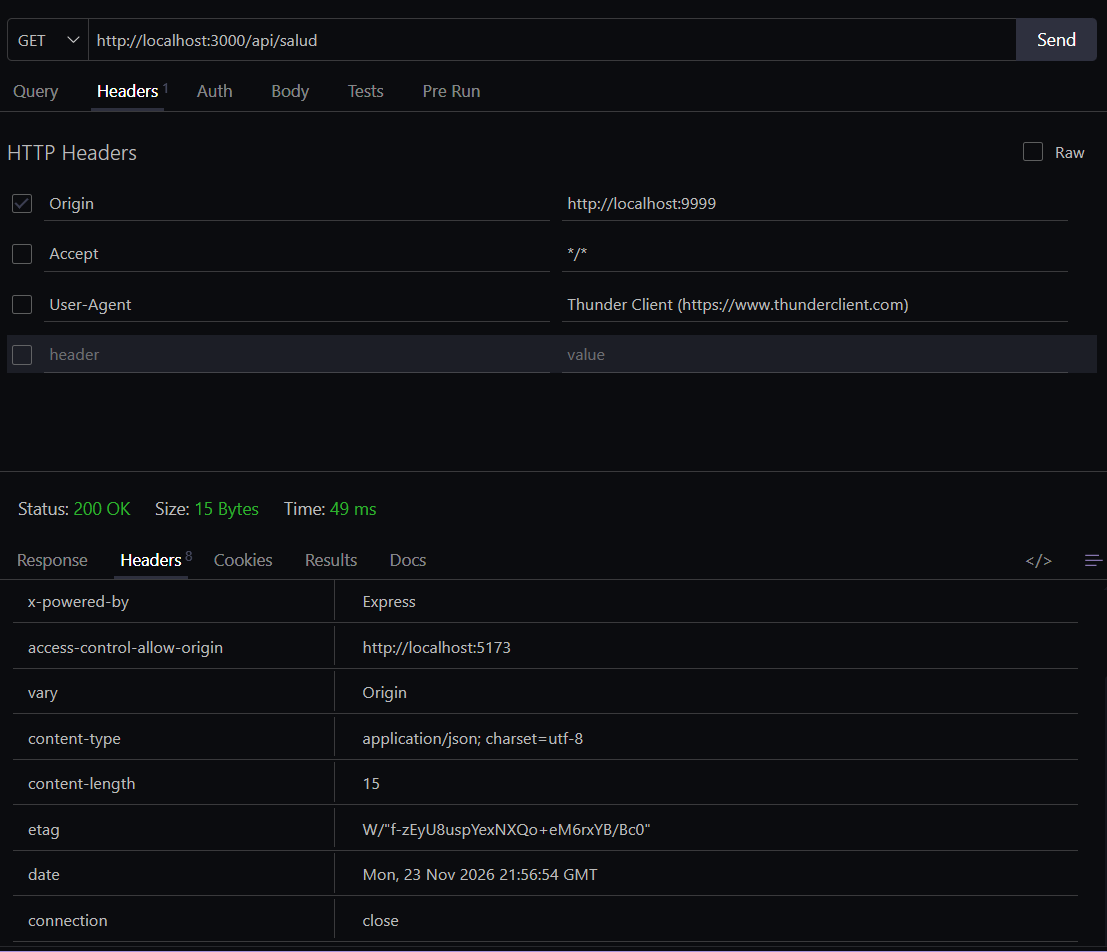 GET http://localhost:3000/api/salud Send
Query Headers 1 Auth Body Tests Pre Run
HTTP Headers Raw
Origin http://localhost:9999
Accept */*
User-Agent Thunder Client (https://www.thunderclient.com)
header value
Status: 200 OK Size: 15 Bytes Time: 49 ms
Response Headers 8 Cookies Results Docs </>
x-powered-by Express
access-control-allow-origin http://localhost:5173
vary Origin
content-type application/json; charset=utf-8
content-length 15
etag W/"f-zEyU8uspYexNXQo+eM6rxYB/Bc0"
date Mon, 23 Nov 2026 21:56:54 GMT
connection close